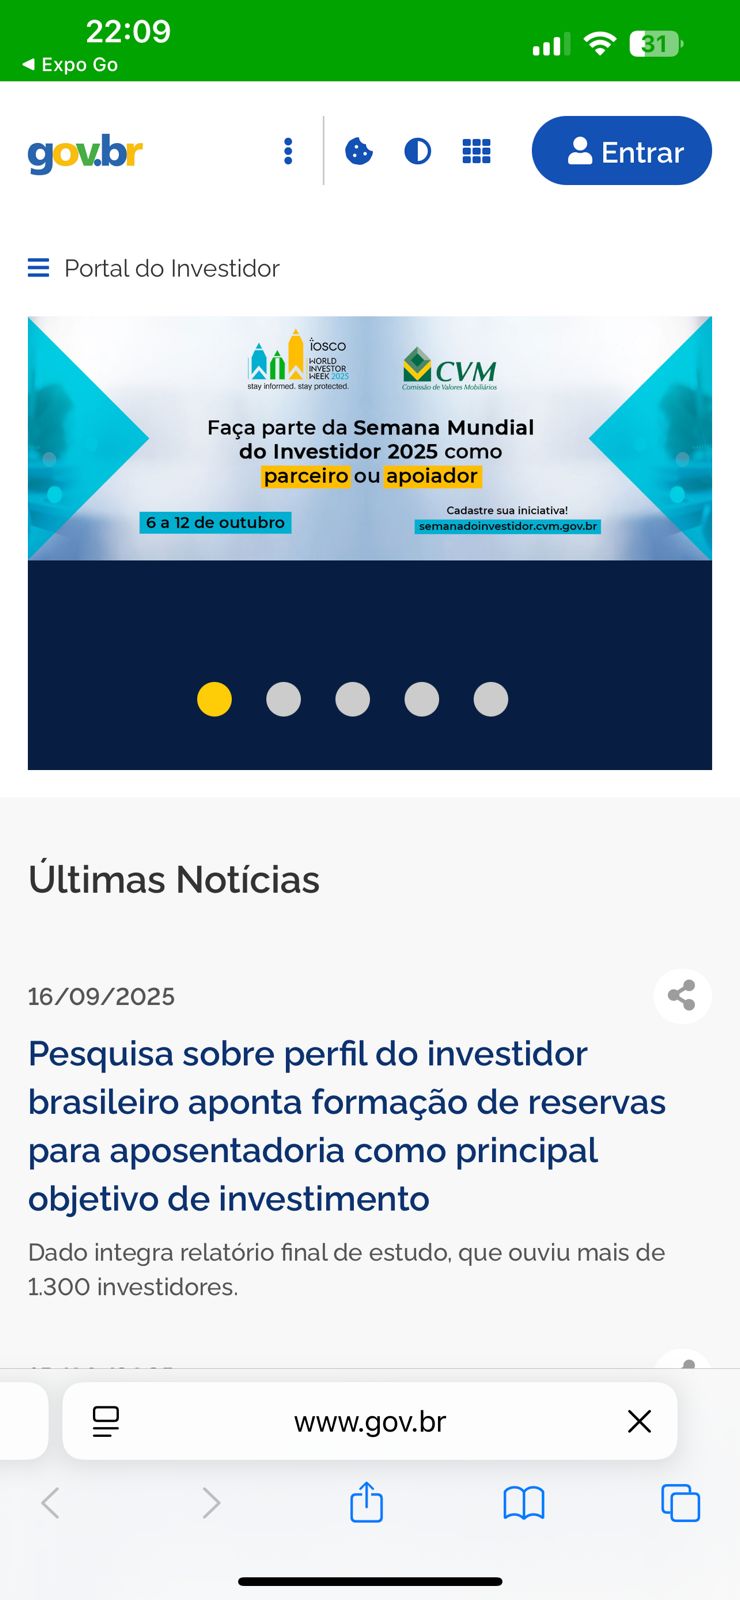 22:09
31
◀ Expo Go
gov.br
Entrar
Portal do Investidor
IOSCO
WORLD
INVESTOR
WEEK 2025
stay informed. stay protected.
CVM
Comissão de Valores Mobiliários
Faça parte da Semana Mundial
do Investidor 2025 como
parceiro ou apoiador
6 a 12 de outubro
Cadastre sua iniciativa!
semanadoinvestidor.cvm.gov.br
Últimas Notícias
16/09/2025
Pesquisa sobre perfil do investidor
brasileiro aponta formação de reservas
para aposentadoria como principal
objetivo de investimento
Dado integra relatório final de estudo, que ouviu mais de
1.300 investidores.
www.gov.br